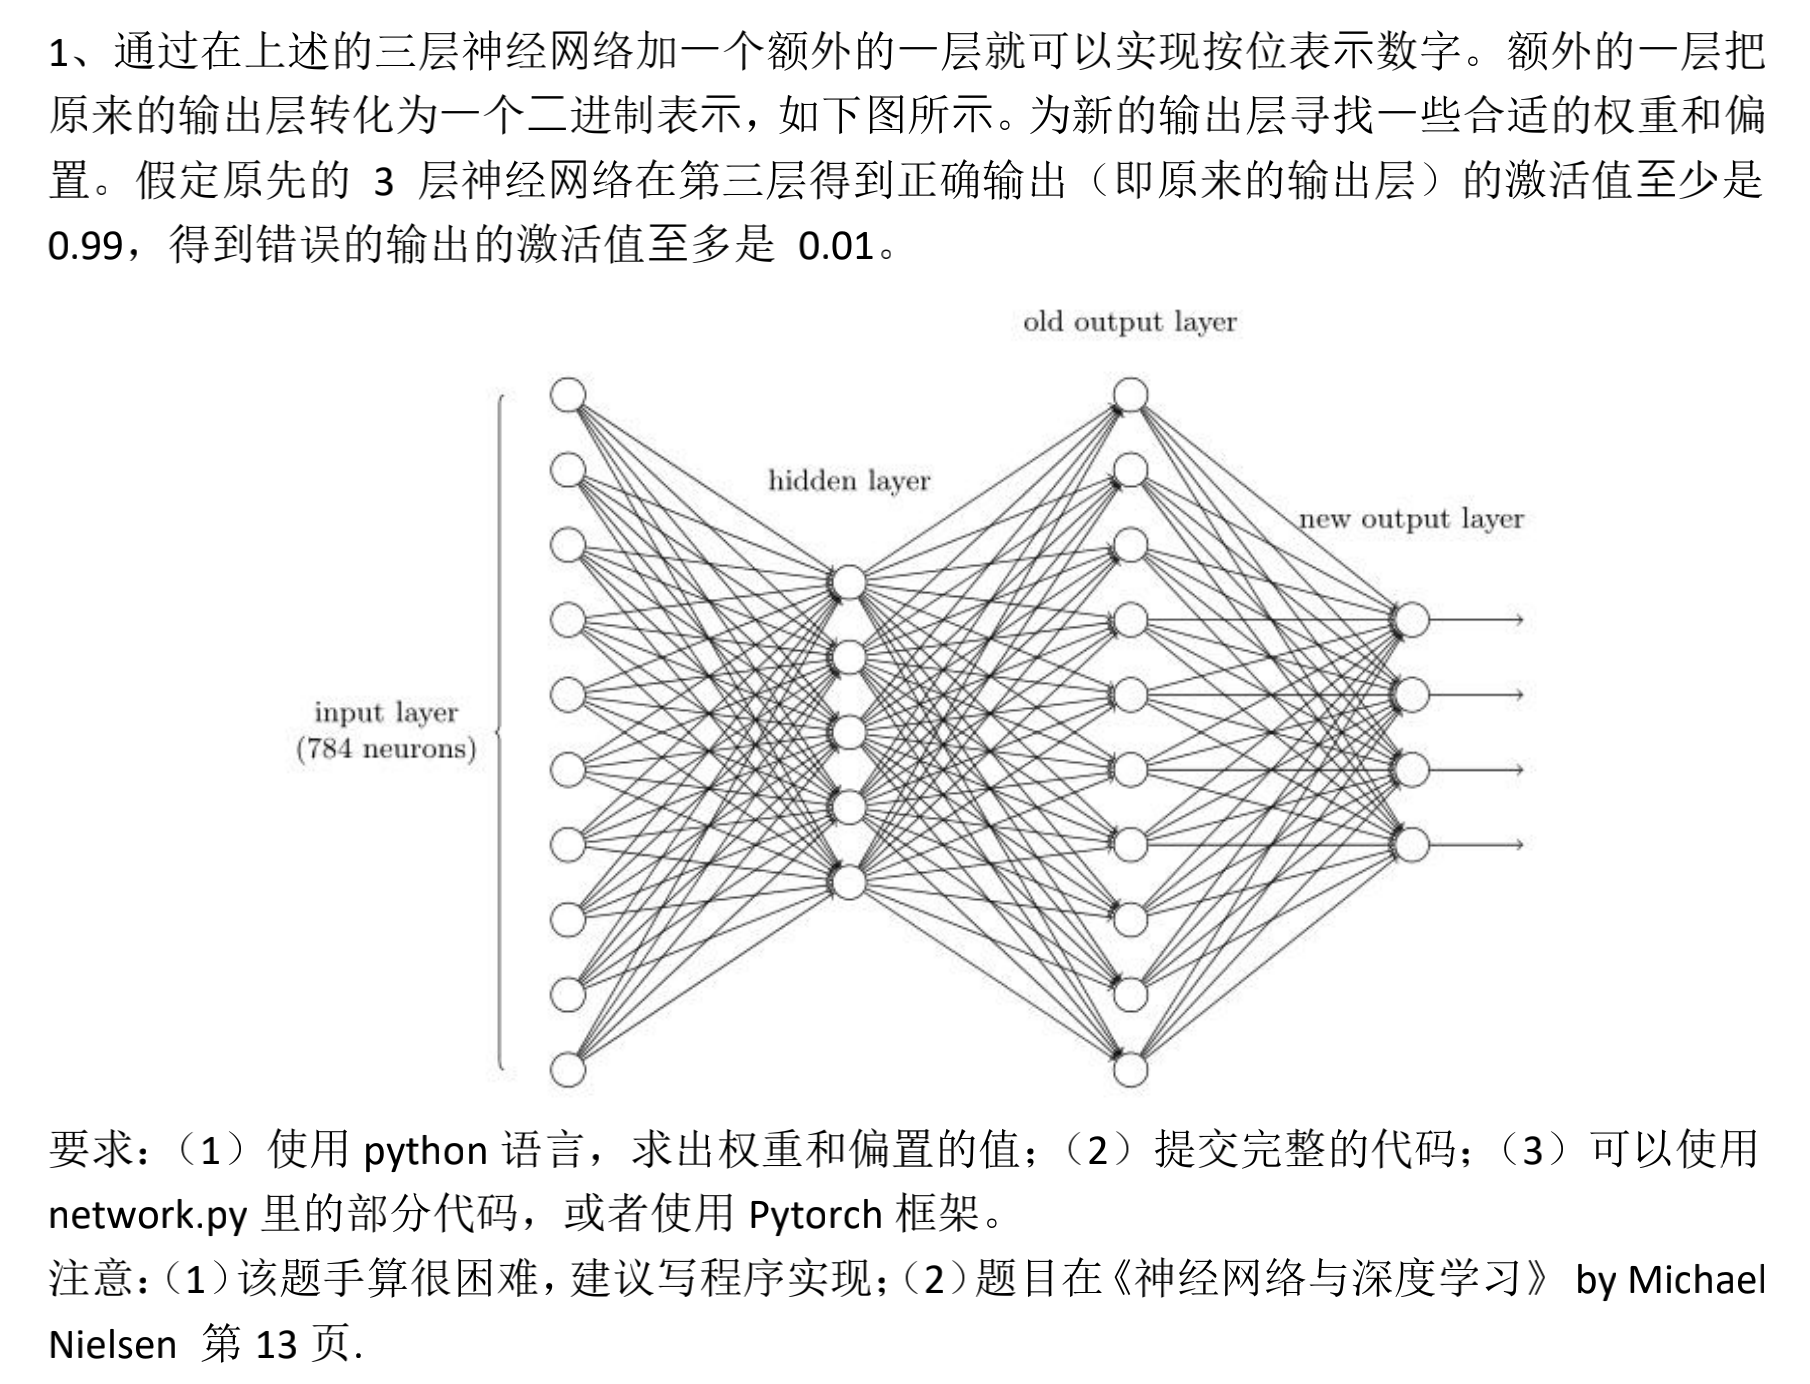 1、通过在上述的三层神经网络加一个额外的一层就可以实现按位表示数字。额外的一层把
原来的输出层转化为一个二进制表示，如下图所示。为新的输出层寻找一些合适的权重和偏
置。假定原先的 3 层神经网络在第三层得到正确输出（即原来的输出层）的激活值至少是
0.99，得到错误的输出的激活值至多是 0.01。
old output layer
hidden layer
new output layer
input layer
(784 neurons)
要求：（1）使用 python 语言，求出权重和偏置的值；（2）提交完整的代码；（3）可以使用
network.py 里的部分代码，或者使用 Pytorch 框架。
注意：（1）该题手算很困难，建议写程序实现；（2）题目在《神经网络与深度学习》 by Michael
Nielsen 第 13 页.